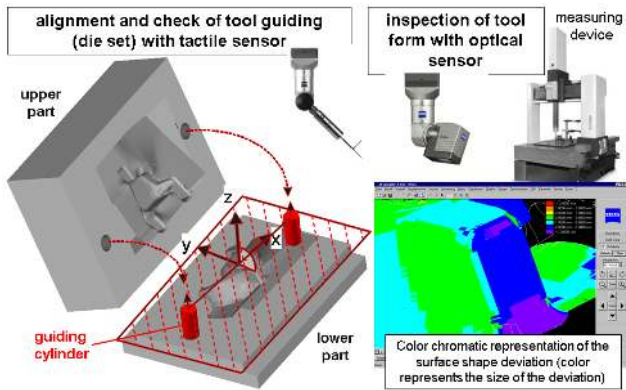 alignment and check of tool guiding
(die set) with tactile sensor
inspection of tool
form with optical
sensor
measuring
device
upper
part
z
x
y
guiding
cylinder
lower
part
ZEISS
Color chromatic representation of the
surface shape deviation (color
represents the size of the deviation)